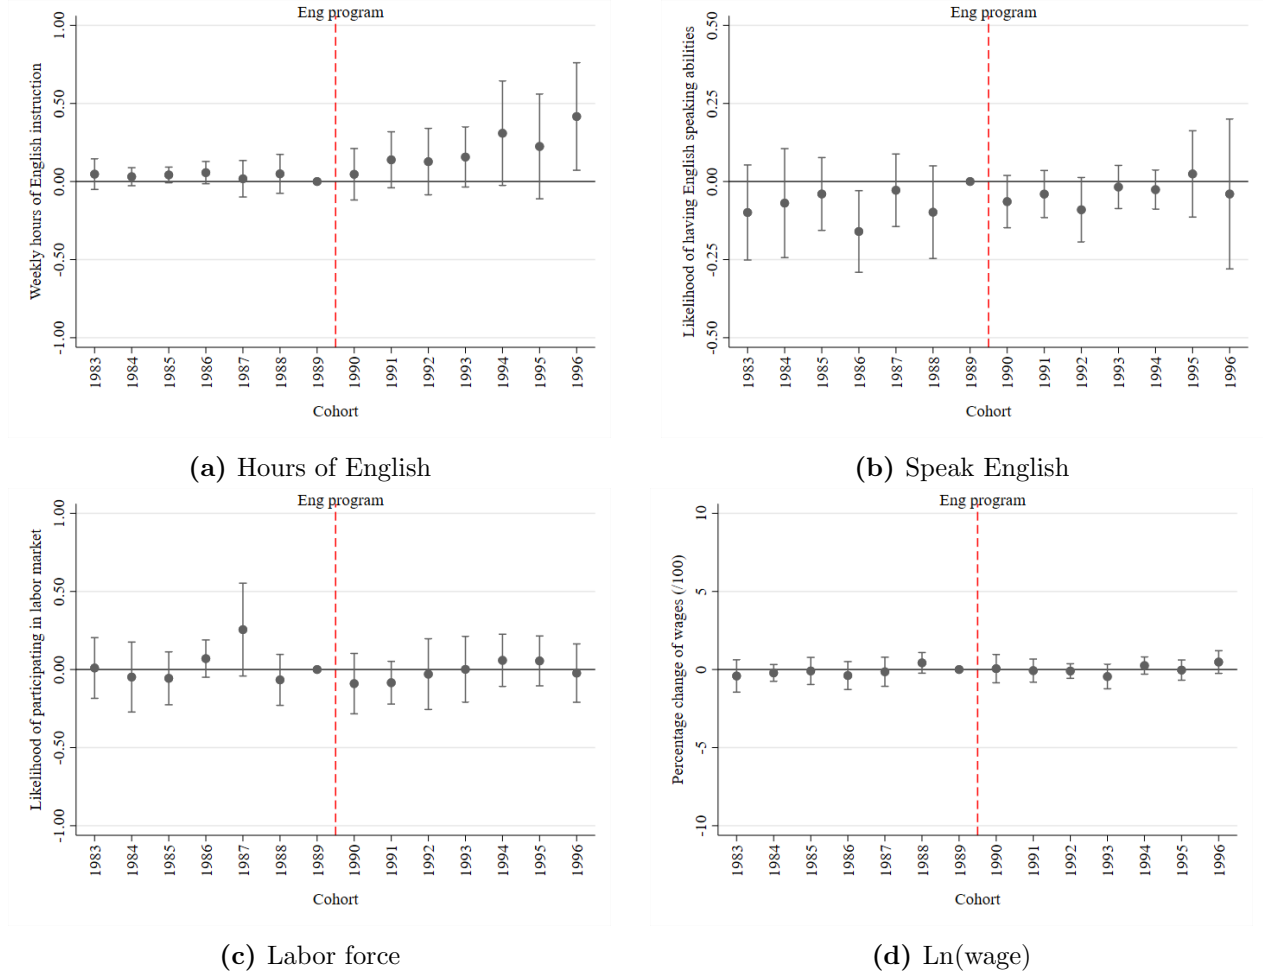 Eng program
Weekly hours of English instruction
1.00
0.50
0.00
-0.50
-1.00
1983 1984 1985 1986 1987 1988 1989 1990 1991 1992 1993 1994 1995 1996
Cohort
(a) Hours of English
Eng program
Likelihood of having English speaking abilities
0.50
0.25
0.00
-0.25
-0.50
1983 1984 1985 1986 1987 1988 1989 1990 1991 1992 1993 1994 1995 1996
Cohort
(b) Speak English
Eng program
Likelihood of participating in labor market
1.00
0.50
0.00
-0.50
-1.00
1983 1984 1985 1986 1987 1988 1989 1990 1991 1992 1993 1994 1995 1996
Cohort
(c) Labor force
Eng program
Percentage change of wages (/100)
10
5
0
-5
-10
1983 1984 1985 1986 1987 1988 1989 1990 1991 1992 1993 1994 1995 1996
Cohort
(d) Ln(wage)